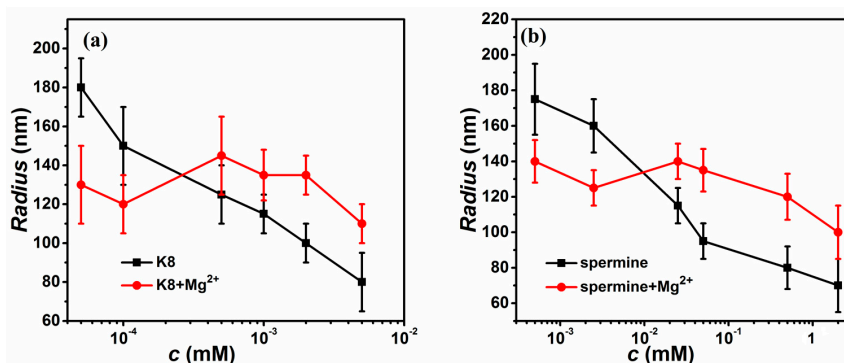 (a)
200
180
160
140
120
100
80
60
Radius (nm)
K8
K8+Mg²⁺
10⁻⁴
10⁻³
10⁻²
c (mM)
(b)
220
200
180
160
140
120
100
80
60
Radius (nm)
spermine
spermine+Mg²⁺
10⁻³
10⁻²
10⁻¹
1
c (mM)